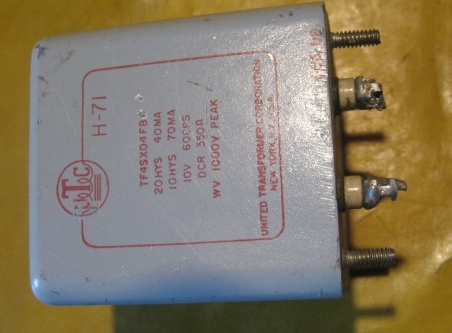 H-71
UTC
TF4SX04FB
20HYS 40MA
10HYS 70MA
10V 60CPS
DCR 350Ω
WV 1000V PEAK
UNITED TRANSFORMER CORPORATION
NEW YORK, N.Y. U.S.A.